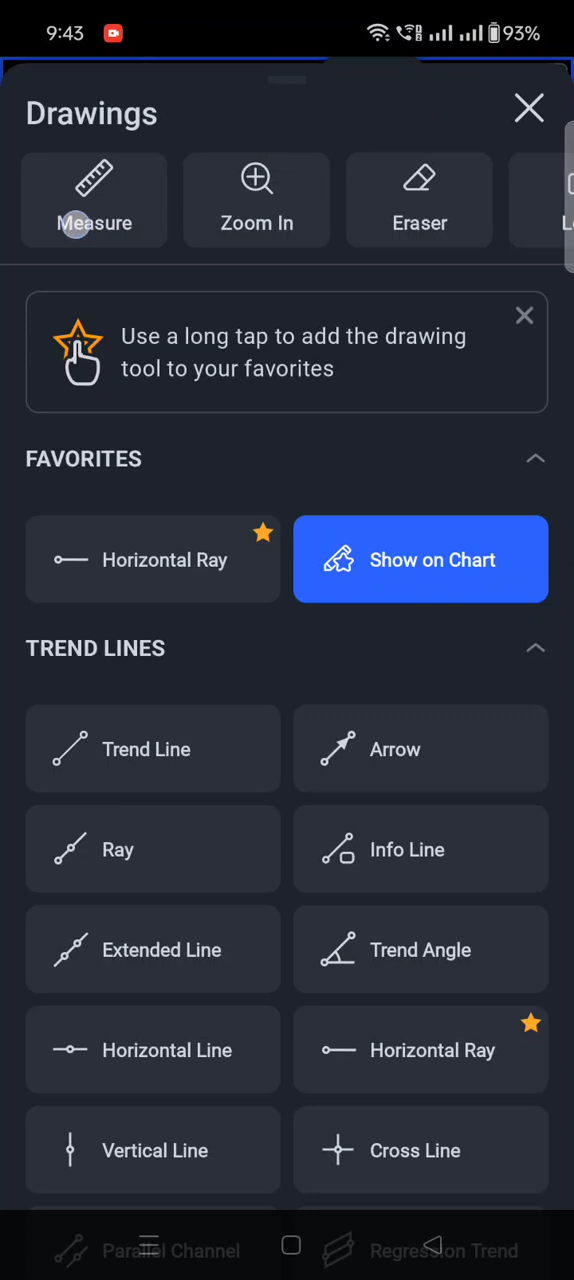 9:43
93%
Drawings
Measure
Zoom In
Eraser
Use a long tap to add the drawing
tool to your favorites
FAVORITES
Horizontal Ray
Show on Chart
TREND LINES
Trend Line
Arrow
Ray
Info Line
Extended Line
Trend Angle
Horizontal Line
Horizontal Ray
Vertical Line
Cross Line
Parallel Channel
Regression Trend